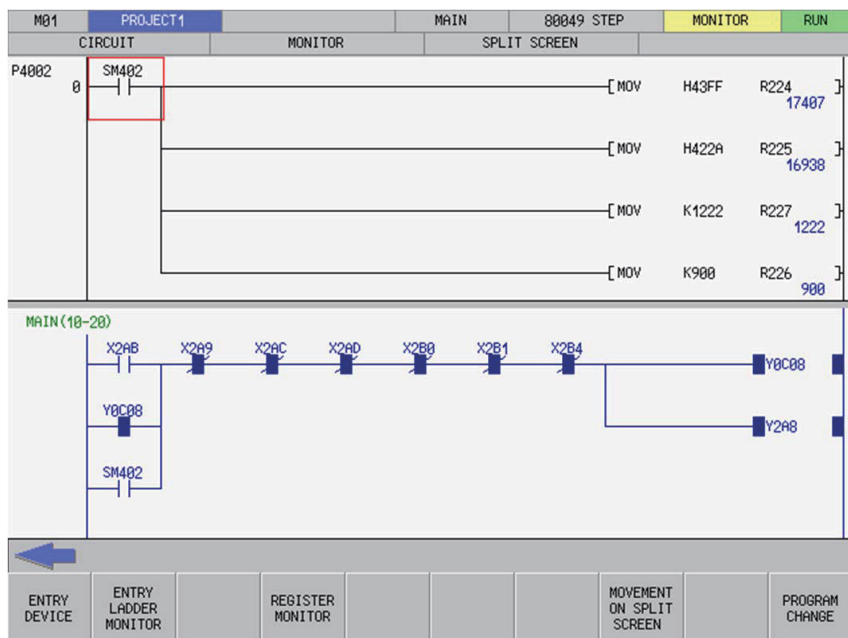 M01 PROJECT1 MAIN 80049 STEP MONITOR RUN
CIRCUIT MONITOR SPLIT SCREEN
P4002 SM402
0 MOV H43FF R224
17407
MOV H422A R225
16938
MOV K1222 R227
1222
MOV K900 R226
900
MAIN(10-20)
X2AB X2A9 X2AC X2AD X2B0 X2B1 X2B4
Y0C08
Y0C08
Y2A8
SM402
ENTRY DEVICE
ENTRY LADDER MONITOR
REGISTER MONITOR
MOVEMENT ON SPLIT SCREEN
PROGRAM CHANGE